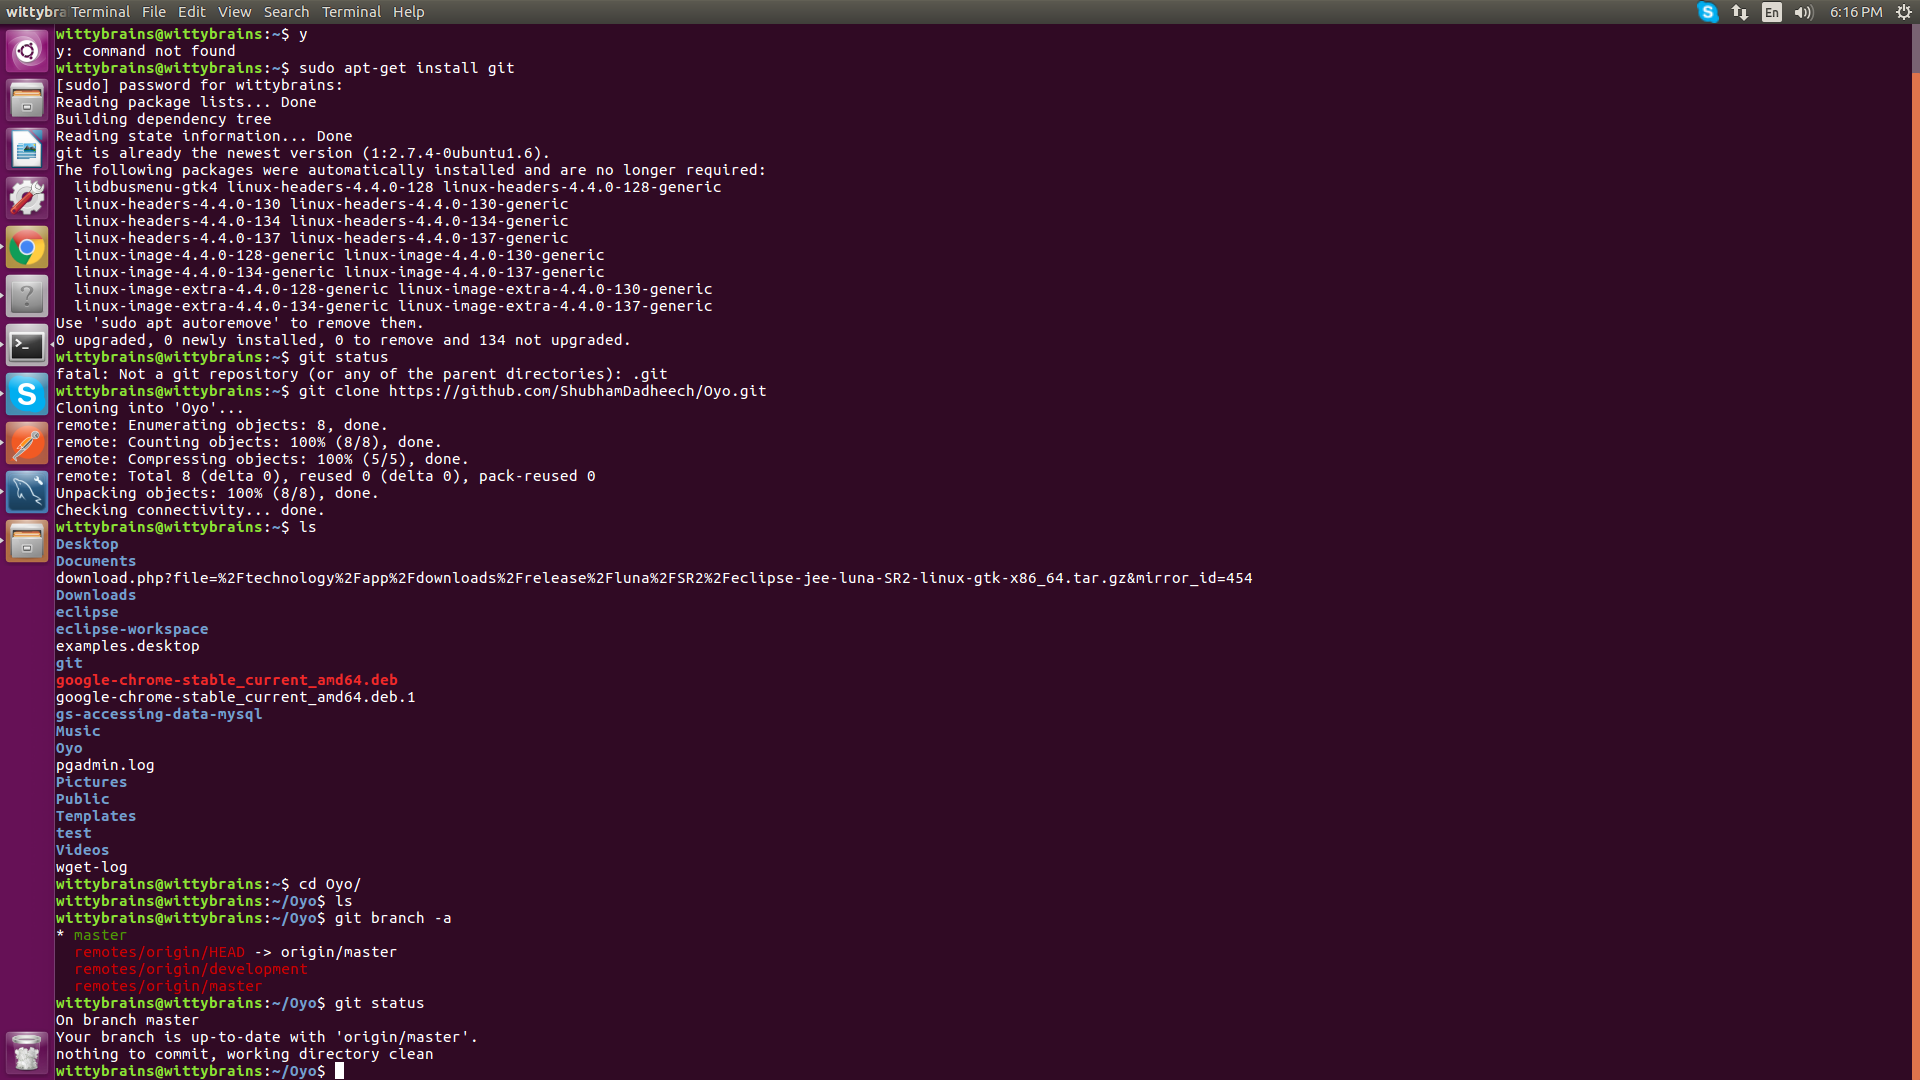 wittybra Terminal File Edit View Search Terminal Help En 6:16 PM
wittybrains@wittybrains:~$ y
y: command not found
wittybrains@wittybrains:~$ sudo apt-get install git
[sudo] password for wittybrains:
Reading package lists... Done
Building dependency tree
Reading state information... Done
git is already the newest version (1:2.7.4-0ubuntu1.6).
The following packages were automatically installed and are no longer required:
  libdbusmenu-gtk4 linux-headers-4.4.0-128 linux-headers-4.4.0-128-generic
  linux-headers-4.4.0-130 linux-headers-4.4.0-130-generic
  linux-headers-4.4.0-134 linux-headers-4.4.0-134-generic
  linux-headers-4.4.0-137 linux-headers-4.4.0-137-generic
  linux-image-4.4.0-128-generic linux-image-4.4.0-130-generic
  linux-image-4.4.0-134-generic linux-image-4.4.0-137-generic
  linux-image-extra-4.4.0-128-generic linux-image-extra-4.4.0-130-generic
  linux-image-extra-4.4.0-134-generic linux-image-extra-4.4.0-137-generic
Use 'sudo apt autoremove' to remove them.
0 upgraded, 0 newly installed, 0 to remove and 134 not upgraded.
wittybrains@wittybrains:~$ git status
fatal: Not a git repository (or any of the parent directories): .git
wittybrains@wittybrains:~$ git clone https://github.com/ShubhamDadheech/Oyo.git
Cloning into 'Oyo'...
remote: Enumerating objects: 8, done.
remote: Counting objects: 100% (8/8), done.
remote: Compressing objects: 100% (5/5), done.
remote: Total 8 (delta 0), reused 0 (delta 0), pack-reused 0
Unpacking objects: 100% (8/8), done.
Checking connectivity... done.
wittybrains@wittybrains:~$ ls
Desktop
Documents
download.php?file=%2Ftechnology%2Fapp%2Fdownloads%2Frelease%2Fluna%2FSR2%2Feclipse-jee-luna-SR2-linux-gtk-x86_64.tar.gz&mirror_id=454
Downloads
eclipse
eclipse-workspace
examples.desktop
git
google-chrome-stable_current_amd64.deb
google-chrome-stable_current_amd64.deb.1
gs-accessing-data-mysql
Music
Oyo
pgadmin.log
Pictures
Public
Templates
test
Videos
wget-log
wittybrains@wittybrains:~$ cd Oyo/
wittybrains@wittybrains:~/Oyo$ ls
wittybrains@wittybrains:~/Oyo$ git branch -a
* master
  remotes/origin/HEAD -> origin/master
  remotes/origin/development
  remotes/origin/master
wittybrains@wittybrains:~/Oyo$ git status
On branch master
Your branch is up-to-date with 'origin/master'.
nothing to commit, working directory clean
wittybrains@wittybrains:~/Oyo$